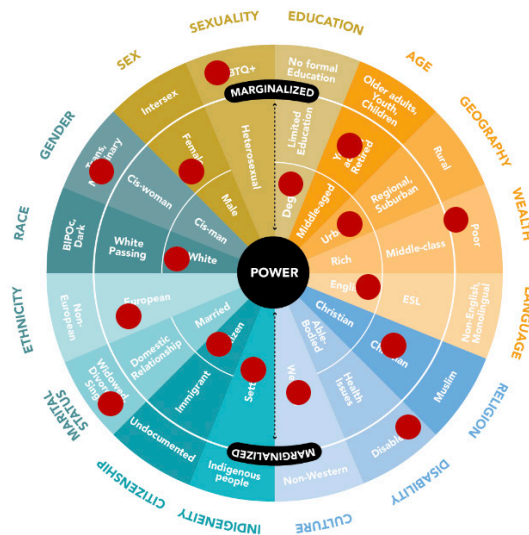 SEXUALITY
EDUCATION
SEX
AGE
GENDER
GEOGRAPHY
RACE
WEALTH
ETHNICITY
LANGUAGE
MARITAL
STATUS
RELIGION
CITIZENSHIP
DISABILITY
INDIGENEITY
CULTURE
MARGINALIZED
POWER
MARGINALIZED
No formal
Education
Limited
Education
Older adults,
Youth,
Children
Retired
Middle-aged
Rural
Regional,
Suburban
Poor
Middle-class
Rich
Non-English,
Monolingual
ESL
Muslim
Christian
Health
Issues
Able-
Bodied
Non-Western
Indigenous
people
Undocumented
Immigrant
Widowed
Domestic
Relationship
Married
Non-
European
European
BIPOC,
Dark
White
Passing
White
Cis-woman
Cis-man
Intersex
Male
Heterosexual